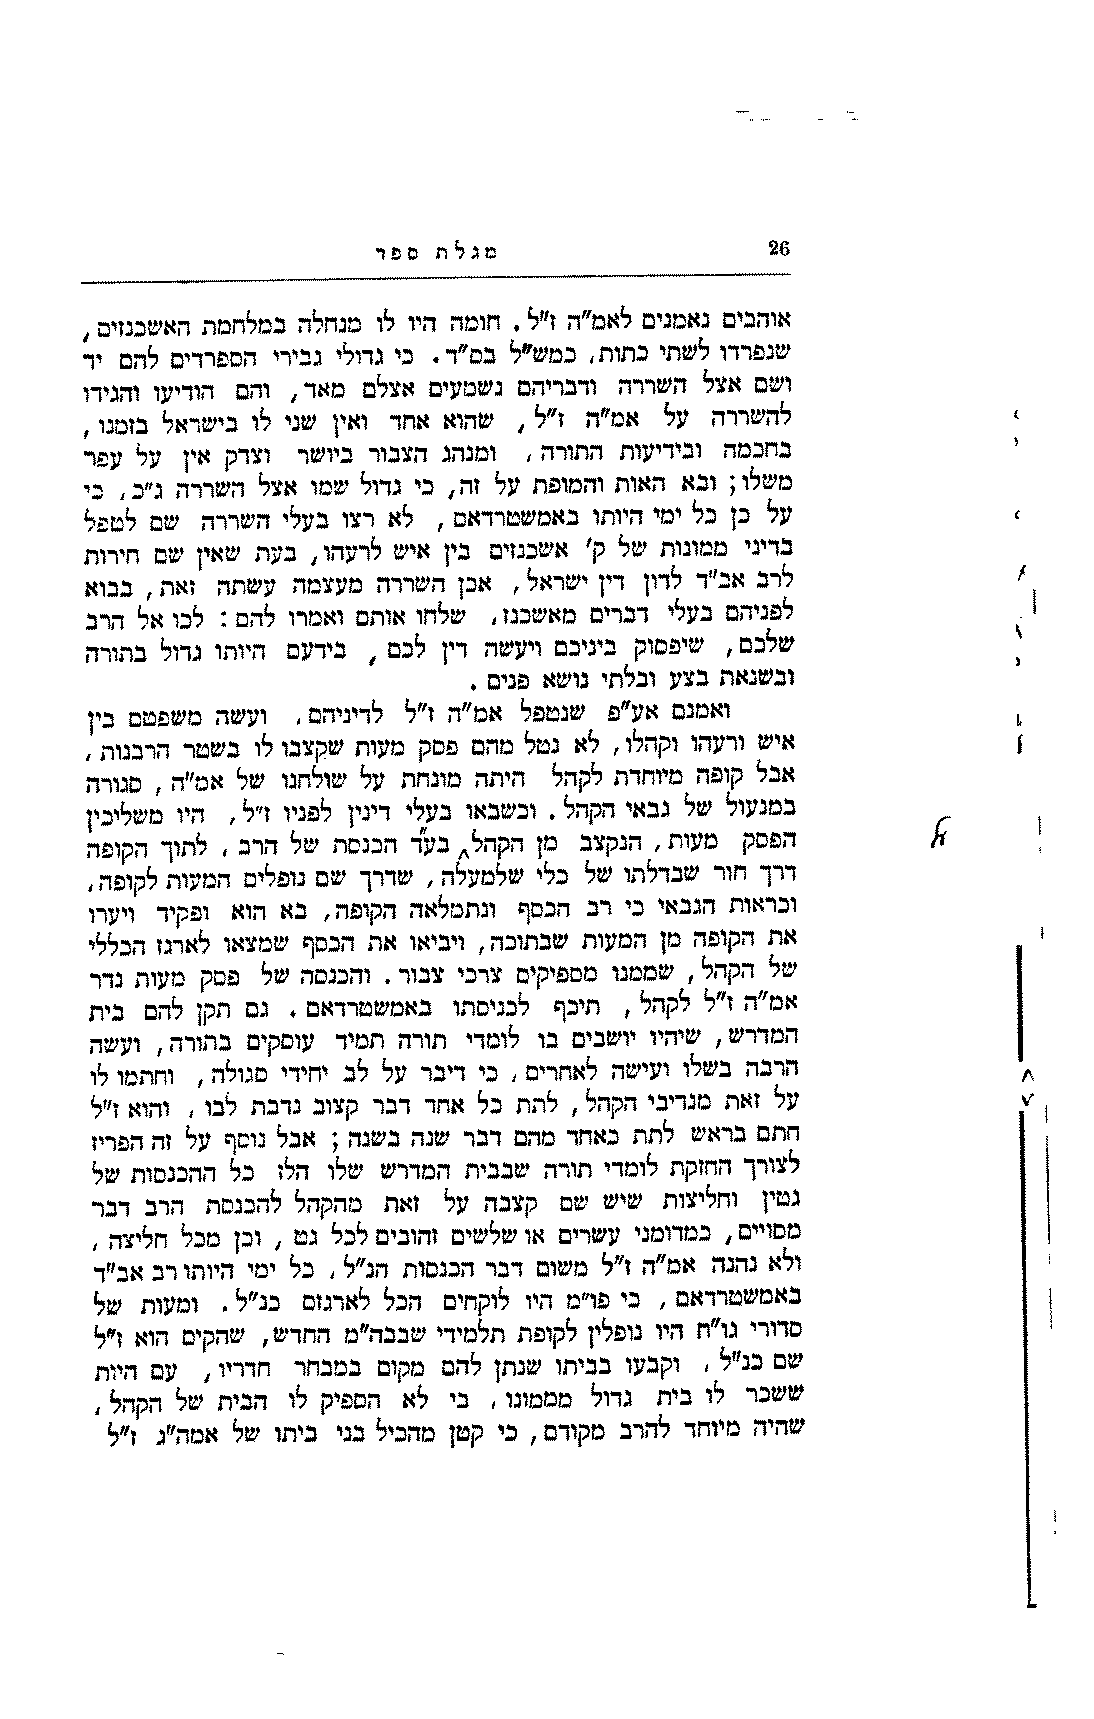 26 מגלת ספר
אוהבים נאמנים לאמ"ה ז"ל. חומה היו לו מנחלה במלחמת האשכנזים,
שנפרדו לשתי כתות, כמש"ל בס"ד. כי גדולי גבירי הספרדים להם יד
ושם אצל השררה ודבריהם נשמעים אצלם מאד, והם הודיעו והגידו
להשררה על אמ"ה ז"ל, שהוא אחד ואין שני לו בישראל בזמנו,
בחכמה ובידיעות התורה, ומנהג הצבור ביושר וצדק אין על עפר
משלו; ובא האות והמופת על זה, כי גדול שמו אצל השררה ג"כ, כי
על כן כל ימי היותו באמשטרדאם, לא רצו בעלי השררה שם לטפל
בדיני ממונות של ק' אשכנזים בין איש לרעהו, בעת שאין שם חירות
לרב אב"ד לדון דין ישראל, אכן השררה מעצמה עשתה זאת, בבוא
לפניהם בעלי דברים מאשכנז, שלחו אותם ואמרו להם: לכו אל הרב
שלכם, שיפסוק ביניכם ויעשה דין לכם, בידעם היותו גדול בתורה
ובשנאת בצע ובלתי נושא פנים.
ואמנם אע"פ שנטפל אמ"ה ז"ל לדיניהם, ועשה משפטם בין
איש ורעהו וקהלו, לא נטל מהם פסק מעות שקצבו לו בשטר הרבנות,
אבל קופה מיוחדת לקהל היתה מונחת על שולחנו של אמ"ה, סגורה
במנעול של גבאי הקהל. וכשבאו בעלי דינין לפניו ז"ל, היו משליכין
הפסק מעות, הנקצב מן הקהל בע"ד הכנסת של הרב, לתוך הקופה
דרך חור שבדלתו של כלי שלמעלה, שדרך שם נופלים המעות לקופה,
וכראות הגבאי כי רב הכסף ונתמלאה הקופה, בא הוא ופקיד ויערו
את הקופה מן המעות שבתוכה, ויביאו את הכסף שמצאו לארגז הכללי
של הקהל, שממנו מספיקים צרכי צבור. והכנסה של פסק מעות נדר
אמ"ה ז"ל לקהל, תיכף לכניסתו באמשטרדאם. גם תקן להם בית
המדרש, שיהיו יושבים בו לומדי תורה תמיד עוסקים בתורה, ועשה
הרבה בשלו ועישה לאחרים, כי דיבר על לב יחידי סגולה, וחתמו לו
על זאת מנדיבי הקהל, לתת כל אחד דבר קצוב נדבת לבו, והוא ז"ל
חתם בראש לתת כאחד מהם דבר שנה בשנה; אבל נוסף על זה הפריז
לצורך החזקת לומדי תורה שבבית המדרש שלו הלז כל ההכנסות של
גטין וחליצות שיש שם קצבה על זאת מהקהל להכנסת הרב דבר
מסויים, כמדומני עשרים או שלשים זהובים לכל גט, וכן מכל חליצה,
ולא נהנה אמ"ה ז"ל משום דבר הכנסות הנ"ל, כל ימי היותו רב אב"ד
באמשטרדאם, כי פו"מ היו לוקחים הכל לארגזם כנ"ל. ומעות של
סדורי גו"ח היו נופלין לקופת תלמידי שבבה"מ החדש, שהקים הוא ז"ל
שם כנ"ל, וקבעו בביתו שנתן להם מקום במבחר חדריו, עם היות
ששכר לו בית גדול מממונו, כי לא הספיק לו הבית של הקהל,
שהיה מיוחד להרב מקודם, כי קטן מהכיל בני ביתו של אמה"ג ז"ל